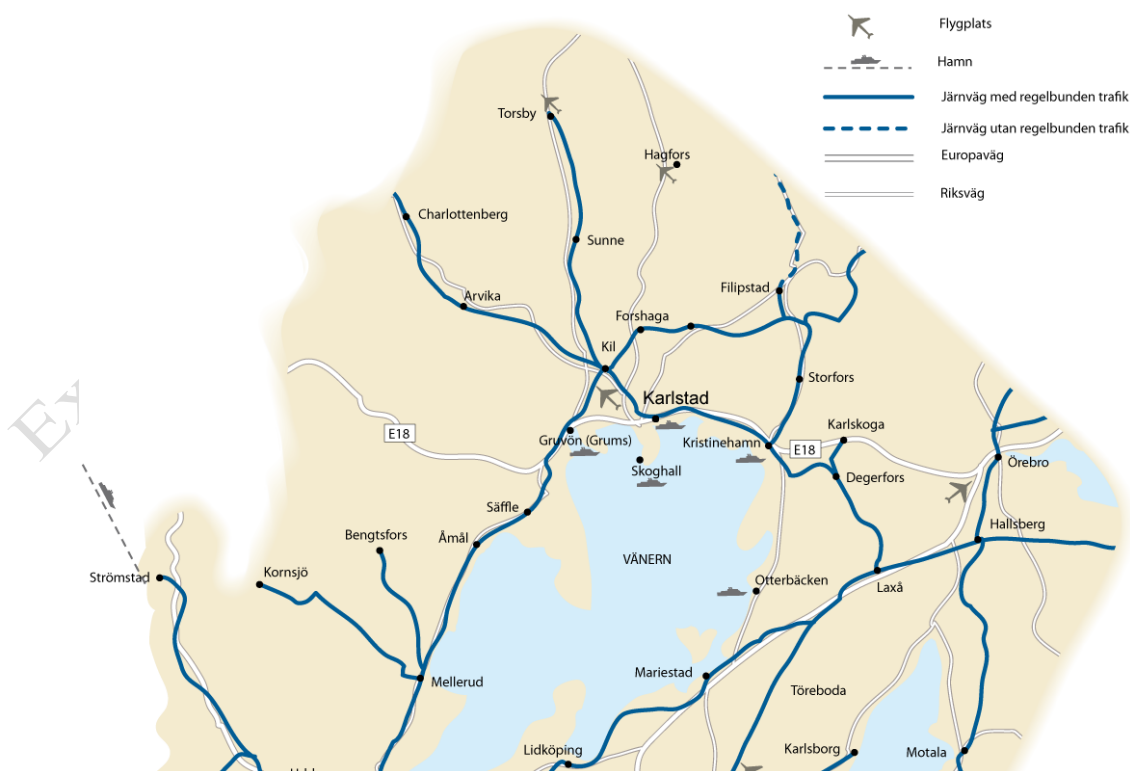 Flygplats
Hamn
Järnväg med regelbunden trafik
Järnväg utan regelbunden trafik
Europaväg
Riksväg
Torsby
Hagfors
Charlottenberg
Sunne
Filipstad
Arvika
Forshaga
Kil
Storfors
Karlstad
Karlskoga
E18
Gruvön (Grums)
Kristinehamn
E18
Skoghall
Örebro
Degerfors
Säffle
Hallsberg
Bengtsfors
Åmål
VÄNERN
Strömstad
Kornsjö
Otterbäcken
Laxå
Mariestad
Mellerud
Töreboda
Lidköping
Karlsborg
Motala